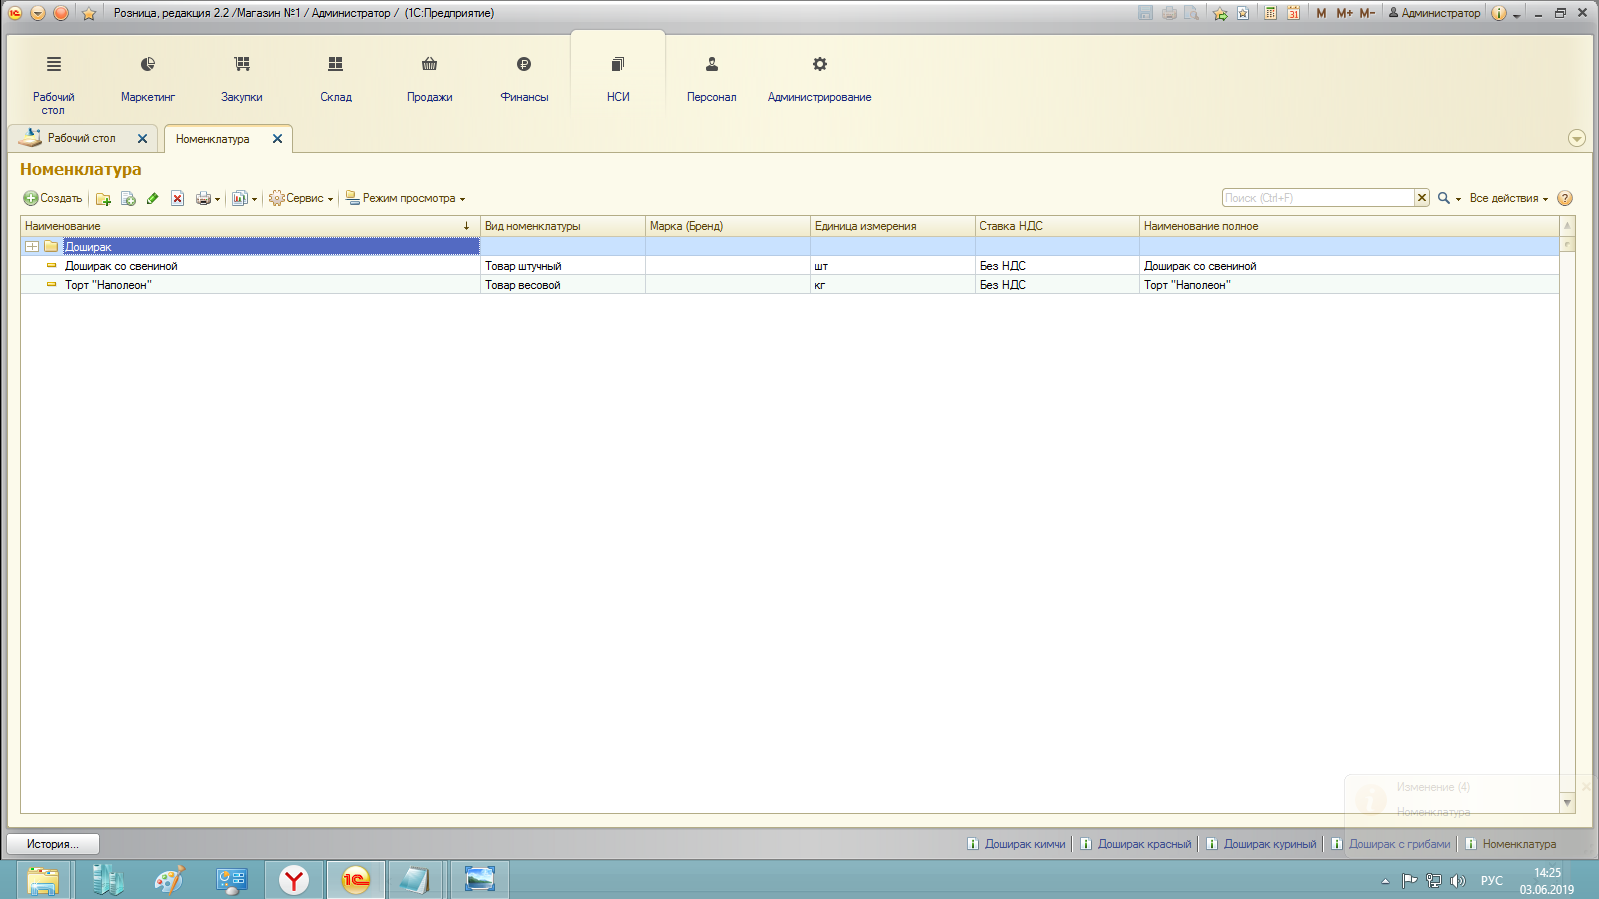 Розница, редакция 2.2 /Магазин №1 / Администратор / (1С:Предприятие)
31 M M+ M- Администратор
Рабочий стол
Маркетинг
Закупки
Склад
Продажи
Финансы
НСИ
Персонал
Администрирование
Рабочий стол
Номенклатура
Номенклатура
Создать Сервис Режим просмотра Поиск (Ctrl+F) Все действия
Наименование Вид номенклатуры Марка (Бренд) Единица измерения Ставка НДС Наименование полное
Доширак
Доширак со свениной Товар штучный шт Без НДС Доширак со свениной
Торт "Наполеон" Товар весовой кг Без НДС Торт "Наполеон"
Изменение (4)
Номенклатура
История... Доширак кимчи Доширак красный Доширак куриный Доширак с грибами Номенклатура
1С РУС 14:25
03.06.2019